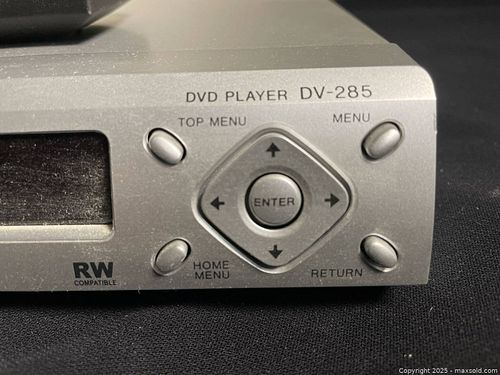 DVD PLAYER DV-285
TOP MENU
MENU
ENTER
HOME
MENU
RETURN
RW
COMPATIBLE
Copyright 2025 - maxsold.com